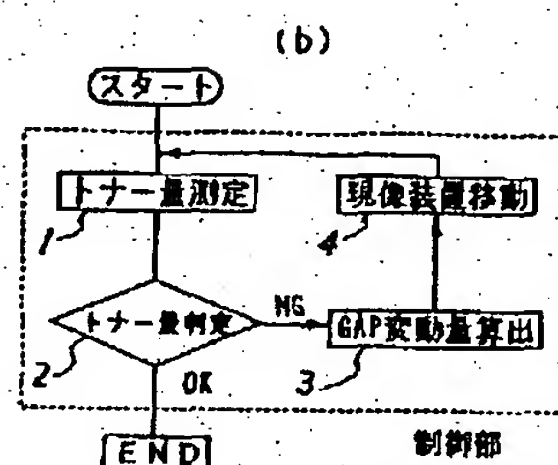 (b)
スタート
トナー量測定
1
現像装置移動
4
トナー量判定
2
NG
GAP変動量算出
3
OK
END
制御部